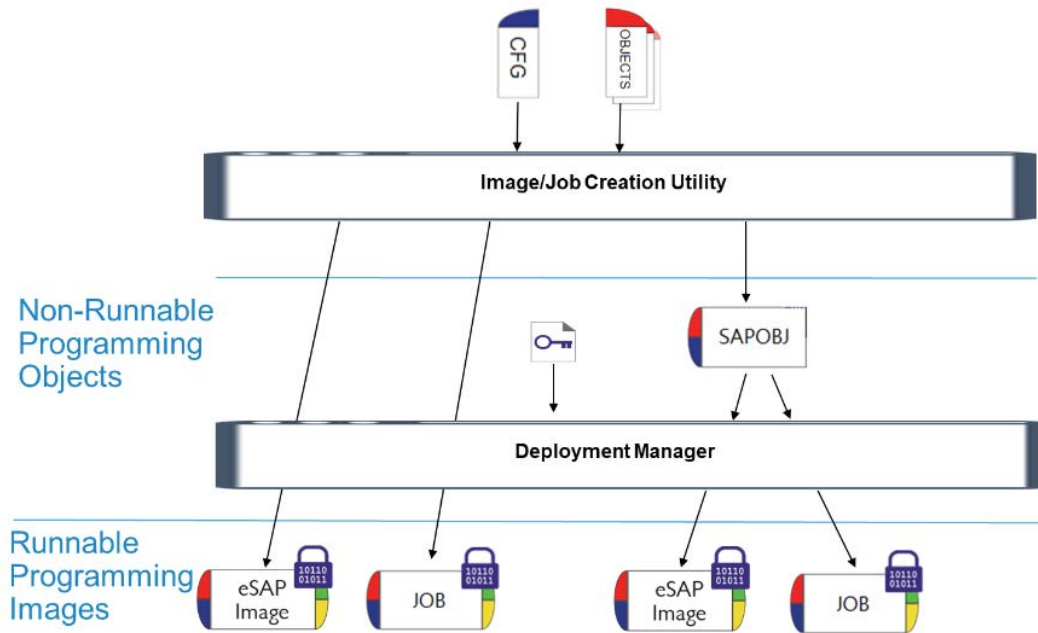 CFG
OBJECTS
Image/Job Creation Utility
Non-Runnable
Programming
Objects
SAPOBJ
Deployment Manager
Runnable
Programming
Images
10110
01011
eSAP
Image
10110
01011
JOB
10110
01011
eSAP
Image
10110
01011
JOB